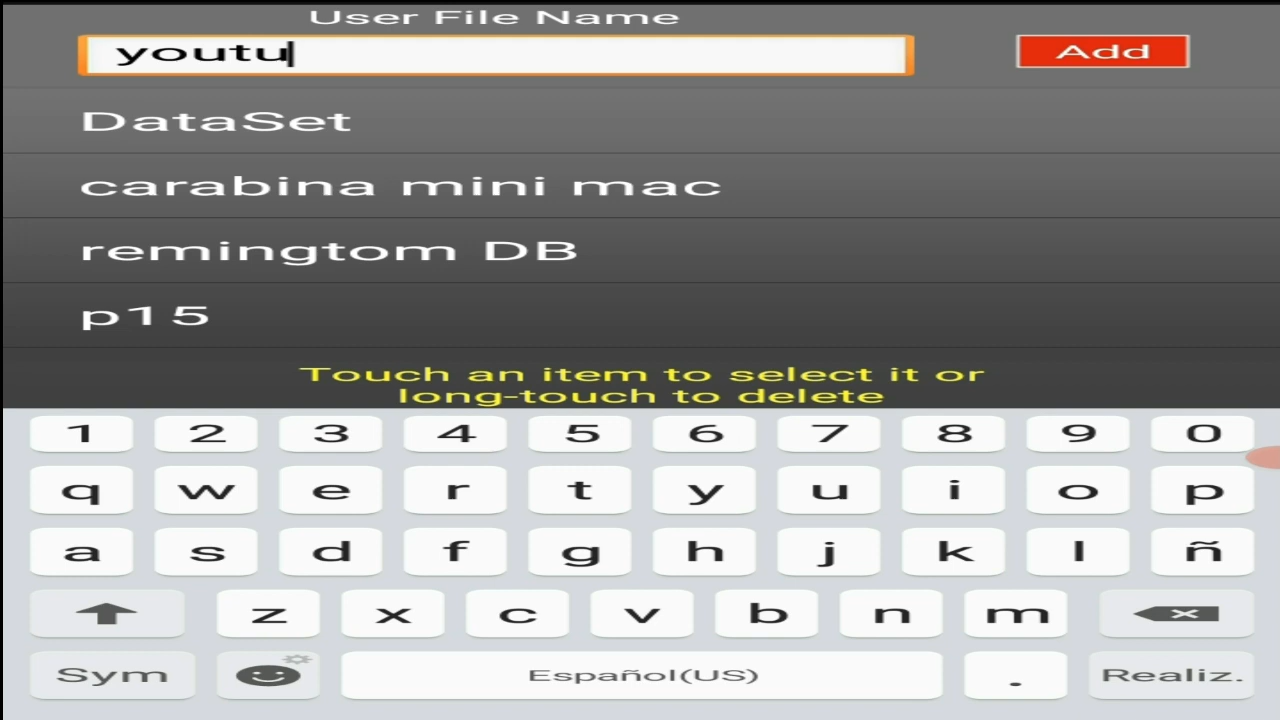 User File Name
youtu
Add
DataSet
carabina mini mac
remingtom DB
p15
Touch an item to select it or
long-touch to delete
1 2 3 4 5 6 7 8 9 0
q w e r t y u i o p
a s d f g h j k l ñ
z x c v b n m
Sym Español(US) . Realiz.